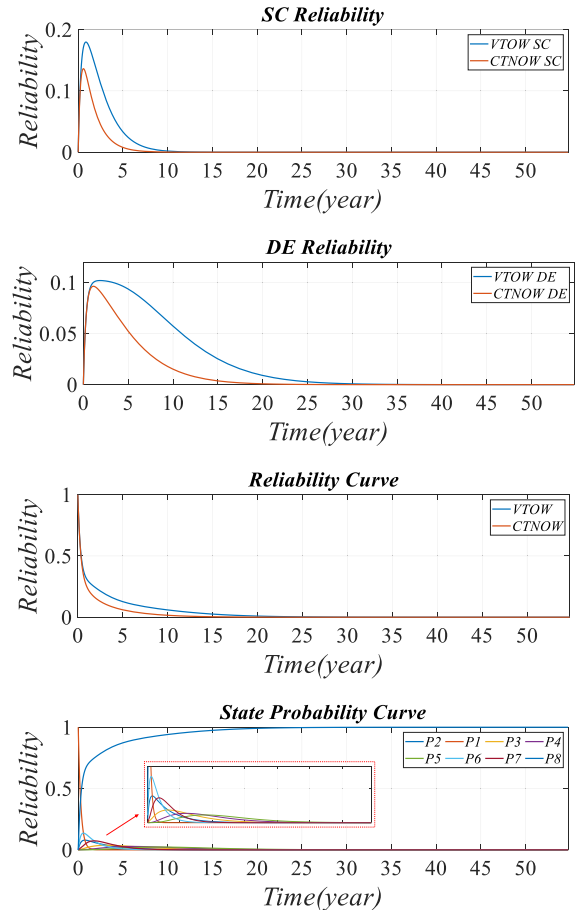 SC Reliability
Reliability
0.2
0.1
0
VTOW SC
CTNOW SC
0 5 10 15 20 25 30 35 40 45 50
Time(year)
DE Reliability
Reliability
0.1
0.05
0
VTOW DE
CTNOW DE
0 5 10 15 20 25 30 35 40 45 50
Time(year)
Reliability Curve
Reliability
1
0.5
0
VTOW
CTNOW
0 5 10 15 20 25 30 35 40 45 50
Time(year)
State Probability Curve
Reliability
1
0.5
0
P2 P1 P3 P4
P5 P6 P7 P8
0 5 10 15 20 25 30 35 40 45 50
Time(year)